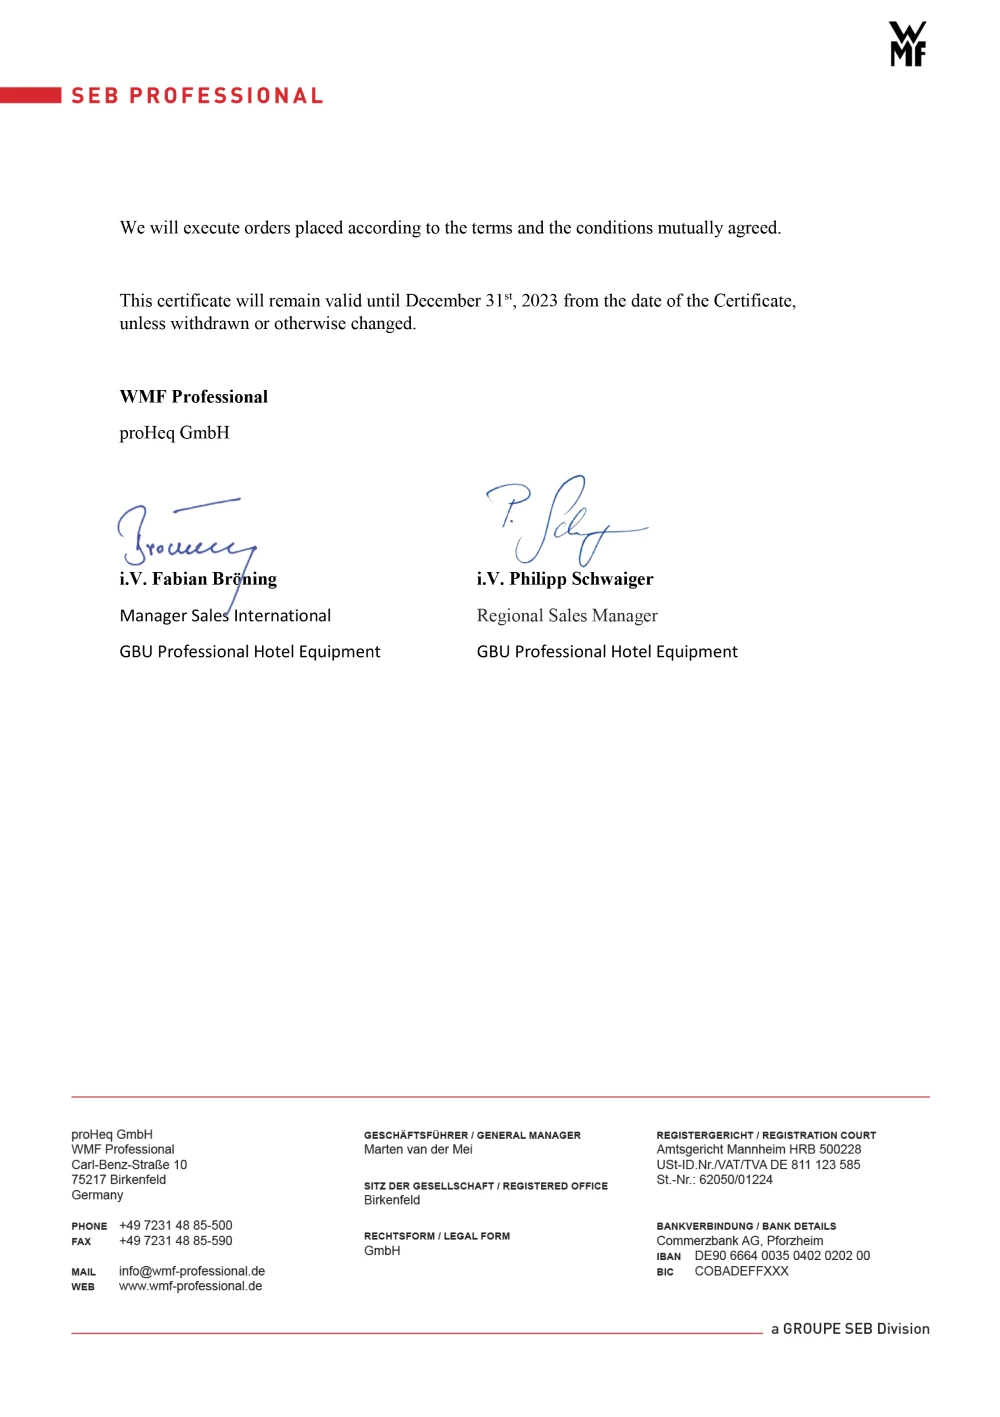 WMF
SEB PROFESSIONAL
We will execute orders placed according to the terms and the conditions mutually agreed.
This certificate will remain valid until December 31st, 2023 from the date of the Certificate,
unless withdrawn or otherwise changed.
WMF Professional
proHeq GmbH
P. 
i.V. Fabian Bröning
i.V. Philipp Schwaiger
Manager Sales International
Regional Sales Manager
GBU Professional Hotel Equipment
GBU Professional Hotel Equipment
proHeq GmbH
WMF Professional
Carl-Benz-Straße 10
75217 Birkenfeld
Germany
PHONE +49 7231 48 85-500
FAX +49 7231 48 85-590
MAIL info@wmf-professional.de
WEB www.wmf-professional.de
GESCHÄFTSFÜHRER / GENERAL MANAGER
Marten van der Mei
SITZ DER GESELLSCHAFT / REGISTERED OFFICE
Birkenfeld
RECHTSFORM / LEGAL FORM
GmbH
REGISTERGERICHT / REGISTRATION COURT
Amtsgericht Mannheim HRB 500228
USt-ID.Nr./VAT/TVA DE 811 123 585
St.-Nr.: 62050/01224
BANKVERBINDUNG / BANK DETAILS
Commerzbank AG, Pforzheim
IBAN DE90 6664 0035 0402 0202 00
BIC COBADEFFXXX
a GROUPE SEB Division